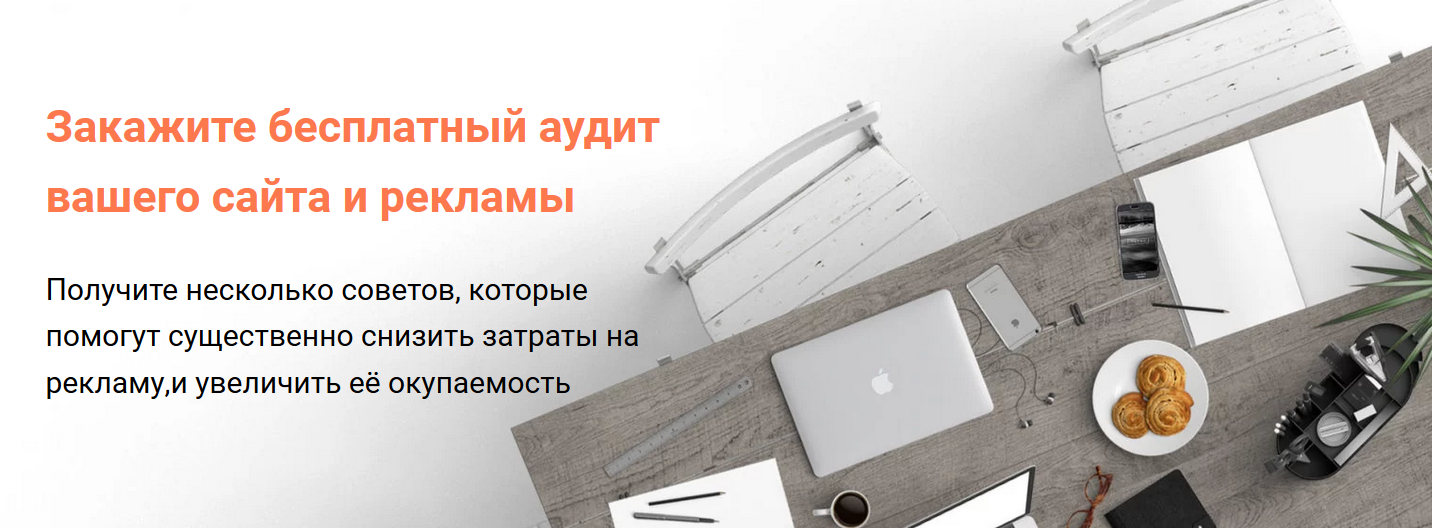 Закажите бесплатный аудит
вашего сайта и рекламы
Получите несколько советов, которые
помогут существенно снизить затраты на
рекламу,и увеличить её окупаемость